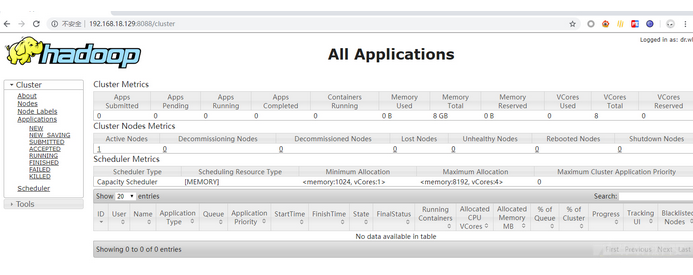 不安全 | 192.168.18.129:8088/cluster
Logged in as: dr.w
hadoop
All Applications
Cluster
About
Nodes
Node Labels
Applications
NEW
NEW_SAVING
SUBMITTED
ACCEPTED
RUNNING
FINISHED
FAILED
KILLED
Scheduler
Tools
Cluster Metrics
Apps Submitted Apps Pending Apps Running Apps Completed Containers Running Memory Used Memory Total Memory Reserved VCores Used VCores Total VCores Reserved
0 0 0 0 0 0 B 8 GB 0 B 0 8 0
Cluster Nodes Metrics
Active Nodes Decommissioning Nodes Decommissioned Nodes Lost Nodes Unhealthy Nodes Rebooted Nodes Shutdown Nodes
1 0 0 0 0 0 0
Scheduler Metrics
Scheduler Type Scheduling Resource Type Minimum Allocation Maximum Allocation Maximum Cluster Application Priority
Capacity Scheduler [MEMORY] <memory:1024, vCores:1> <memory:8192, vCores:4> 0
Show 20 entries Search:
ID User Name Application Type Queue Application Priority StartTime FinishTime State FinalStatus Running Containers Allocated CPU VCores Allocated Memory MB % of Queue % of Cluster Progress Tracking UI Blacklisted Nodes
No data available in table
Showing 0 to 0 of 0 entries First Previous Next Last